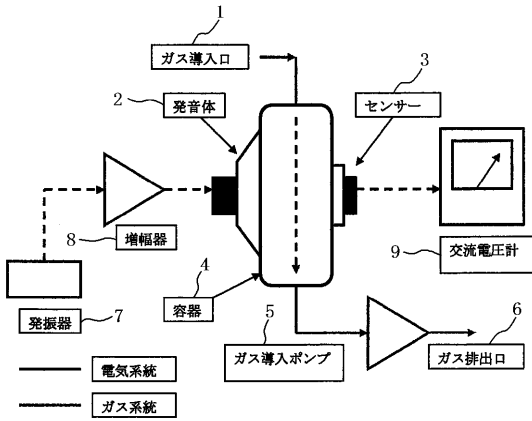 1
ガス導入口
2
発音体
3
センサー
8
増幅器
4
容器
9
交流電圧計
7
発振器
5
ガス導入ポンプ
6
ガス排出口
電気系統
ガス系統